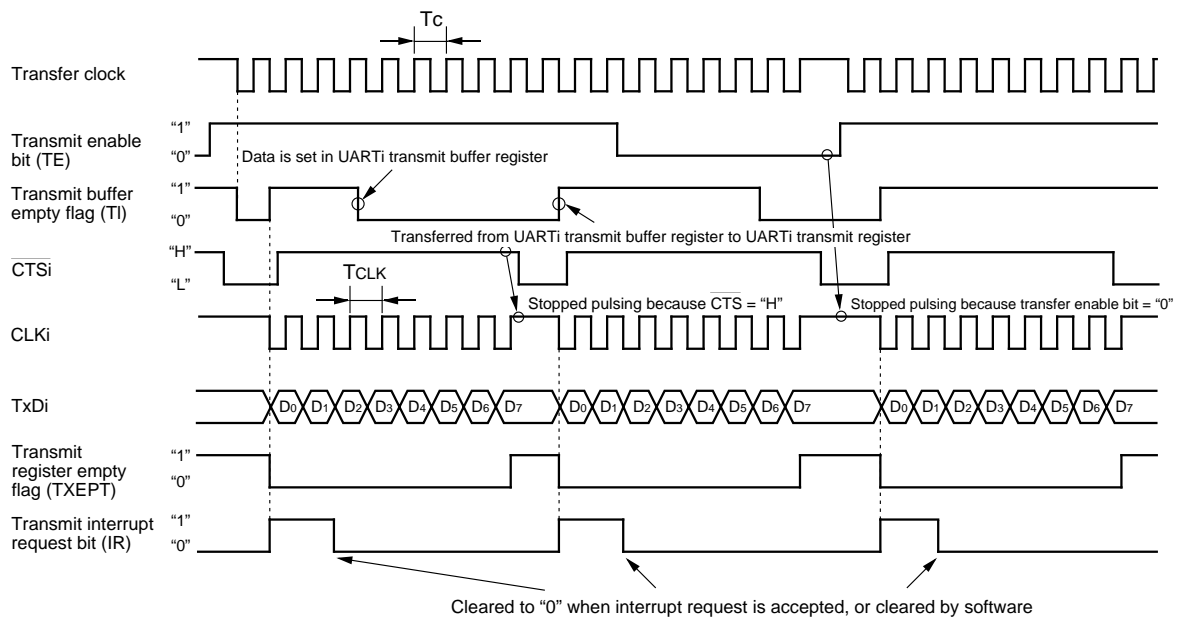 Tc
Transfer clock
Transmit enable
bit (TE)
“1”
“0”
Data is set in UARTi transmit buffer register
Transmit buffer
empty flag (TI)
“1”
“0”
Transferred from UARTi transmit buffer register to UARTi transmit register
CTSi
“H”
“L”
TCLK
Stopped pulsing because CTS = “H”
Stopped pulsing because transfer enable bit = “0”
CLKi
TxDi
D0 D1 D2 D3 D4 D5 D6 D7 D0 D1 D2 D3 D4 D5 D6 D7 D0 D1 D2 D3 D4 D5 D6 D7
Transmit
register empty
flag (TXEPT)
“1”
“0”
Transmit interrupt
request bit (IR)
“1”
“0”
Cleared to “0” when interrupt request is accepted, or cleared by software